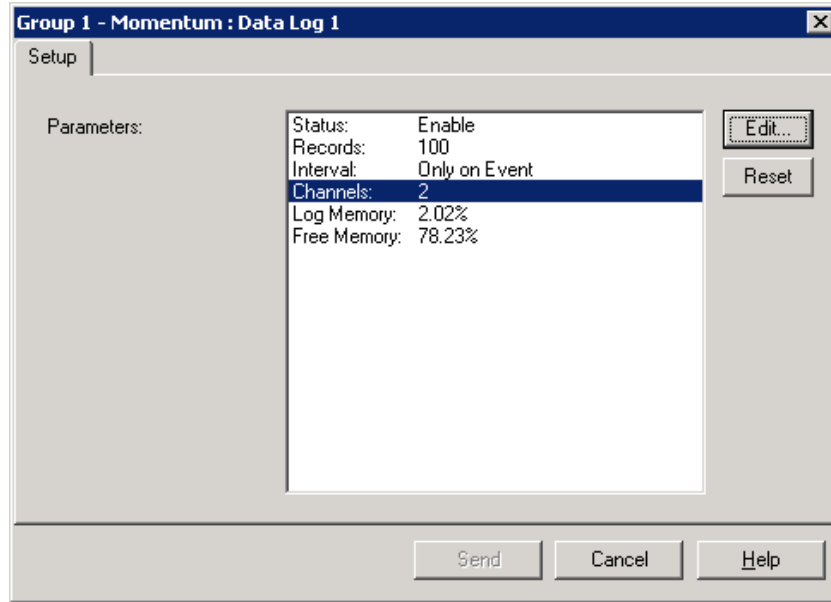 Group 1 - Momentum : Data Log 1
Setup
Parameters:
Status: Enable
Records: 100
Interval: Only on Event
Channels: 2
Log Memory: 2.02%
Free Memory: 78.23%
Edit...
Reset
Send
Cancel
Help